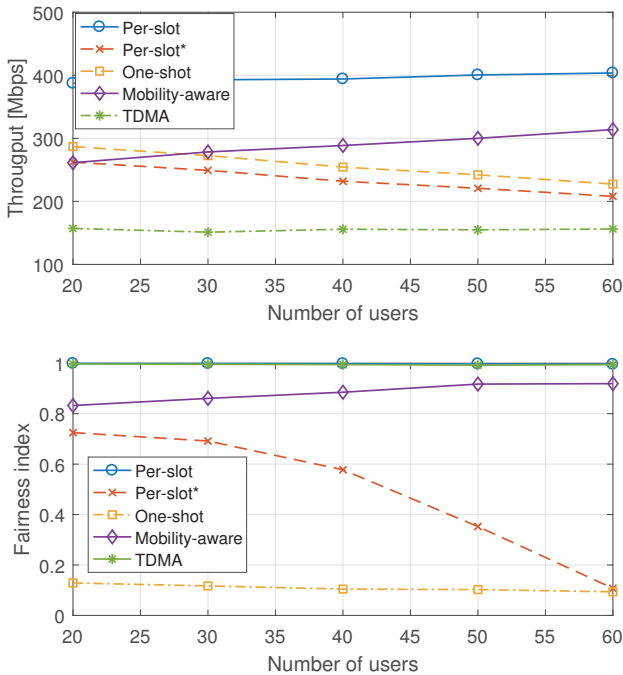 500
400
300
200
100
Througput [Mbps]
Per-slot
Per-slot*
One-shot
Mobility-aware
TDMA
20 25 30 35 40 45 50 55 60
Number of users
1
0.8
0.6
0.4
0.2
0
Fairness index
Per-slot
Per-slot*
One-shot
Mobility-aware
TDMA
20 25 30 35 40 45 50 55 60
Number of users